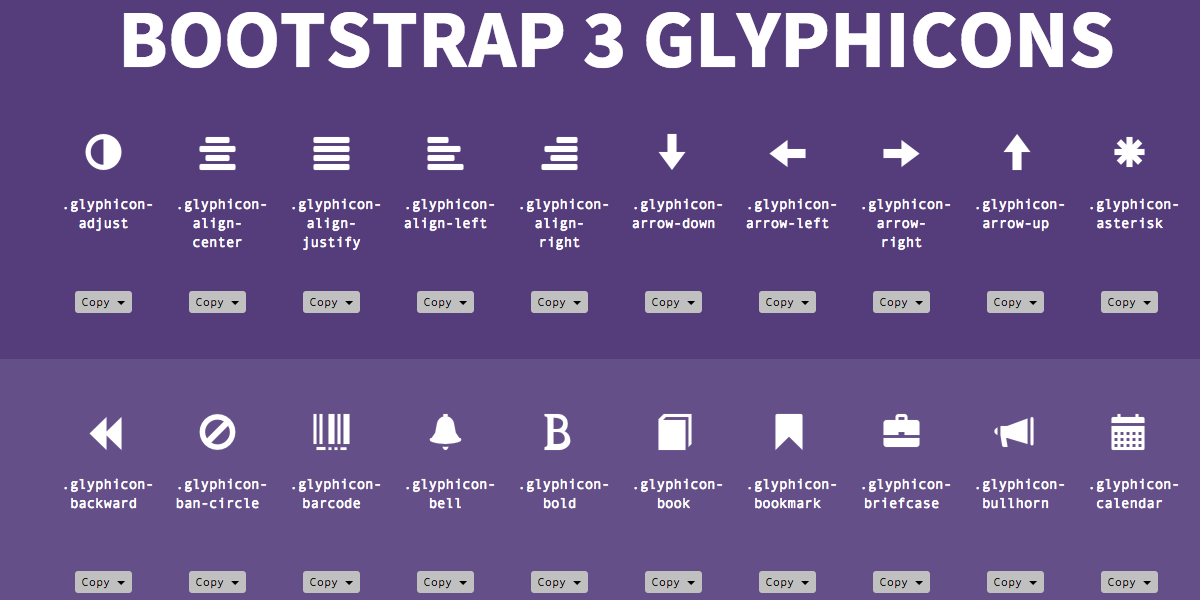 BOOTSTRAP 3 GLYPHICONS
.glyphicon-
adjust
.glyphicon-
align-
center
.glyphicon-
align-
justify
.glyphicon-
align-left
.glyphicon-
align-
right
.glyphicon-
arrow-down
.glyphicon-
arrow-left
.glyphicon-
arrow-
right
.glyphicon-
arrow-up
.glyphicon-
asterisk
Copy
Copy
Copy
Copy
Copy
Copy
Copy
Copy
Copy
Copy
B
.glyphicon-
backward
.glyphicon-
ban-circle
.glyphicon-
barcode
.glyphicon-
bell
.glyphicon-
bold
.glyphicon-
book
.glyphicon-
bookmark
.glyphicon-
briefcase
.glyphicon-
bullhorn
.glyphicon-
calendar
Copy
Copy
Copy
Copy
Copy
Copy
Copy
Copy
Copy
Copy